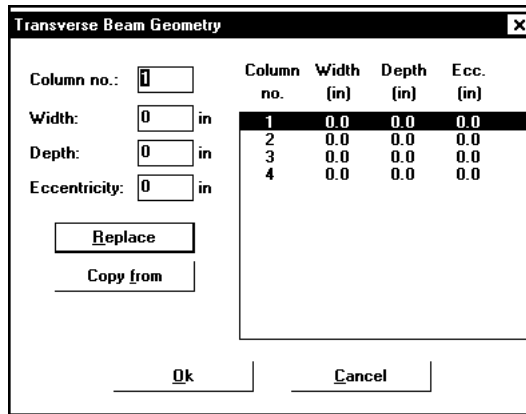 Transverse Beam Geometry
Column no.: 1
Width: 0 in
Depth: 0 in
Eccentricity: 0 in
Replace
Copy from
Column Width Depth Ecc.
no. (in) (in) (in)
1 0.0 0.0 0.0
2 0.0 0.0 0.0
3 0.0 0.0 0.0
4 0.0 0.0 0.0
Ok Cancel